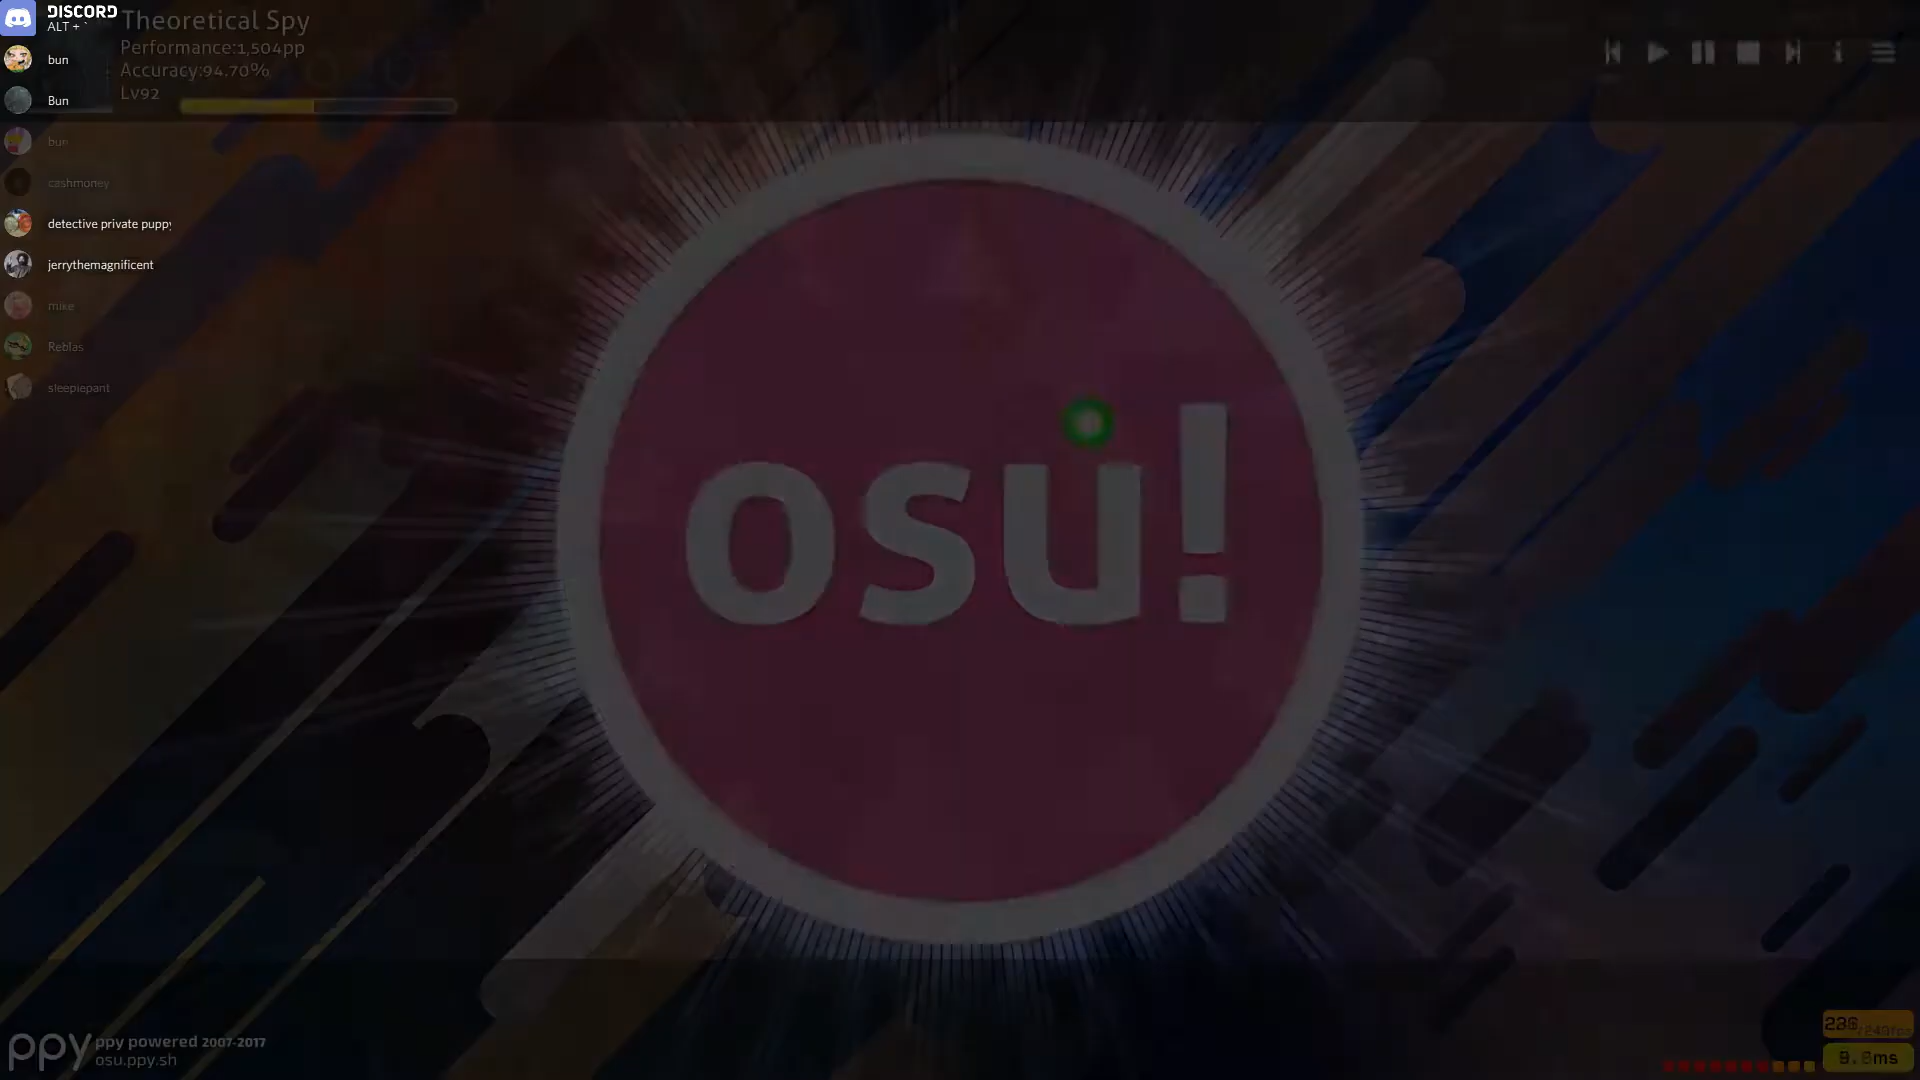 DISCORD
ALT + `
Theoretical Spy
Performance:1,504pp
Accuracy:94.70%
Lv92
bun
Bun
bun
cashmoney
detective private puppy
jerrythemagnificent
mike
Reblas
sleepiepant
osu!
ppy
ppy powered 2007-2017
osu.ppy.sh